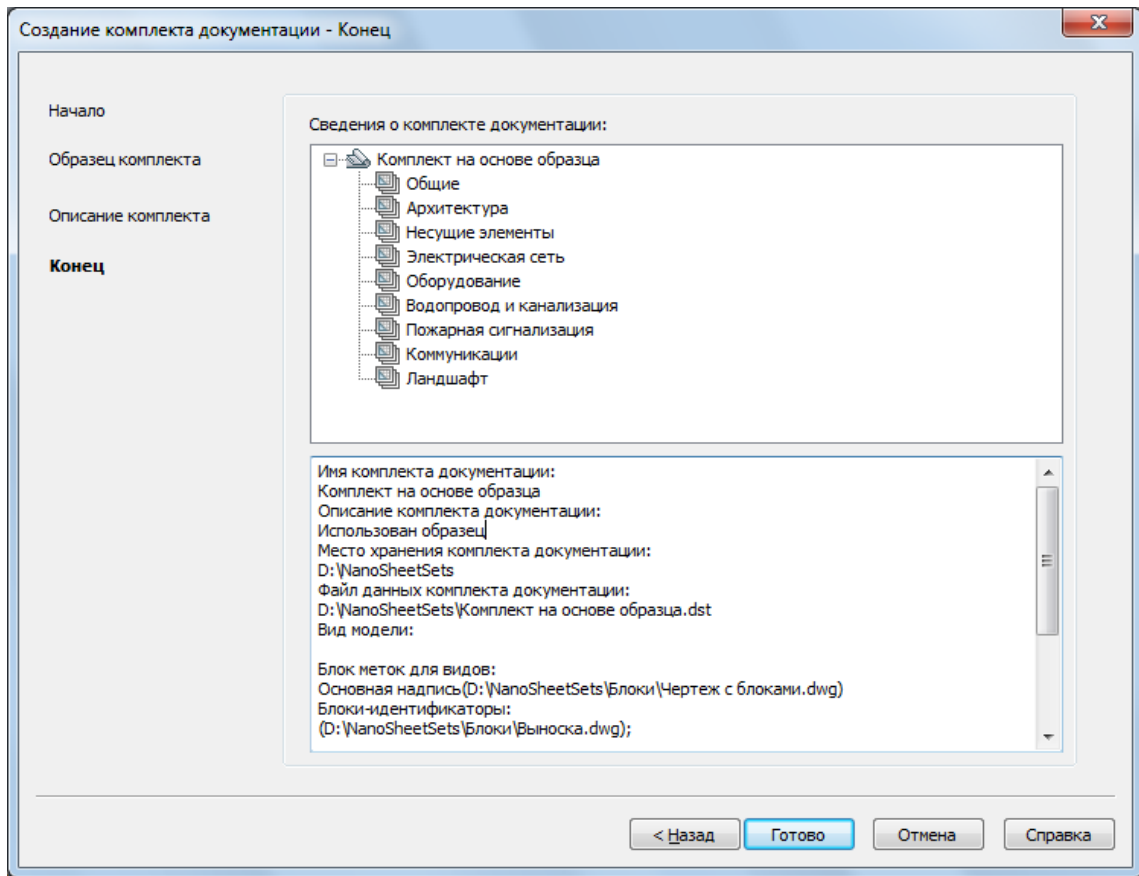 Создание комплекта документации - Конец
Начало
Образец комплекта
Описание комплекта
Конец
Сведения о комплекте документации:
Комплект на основе образца
Общие
Архитектура
Несущие элементы
Электрическая сеть
Оборудование
Водопровод и канализация
Пожарная сигнализация
Коммуникации
Ландшафт
Имя комплекта документации:
Комплект на основе образца
Описание комплекта документации:
Использован образец
Место хранения комплекта документации:
D:\NanoSheetSets
Файл данных комплекта документации:
D:\NanoSheetSets\Комплект на основе образца.dst
Вид модели:
Блок меток для видов:
Основная надпись(D:\NanoSheetSets\Блоки\Чертеж с блоками.dwg)
Блоки-идентификаторы:
(D:\NanoSheetSets\Блоки\Выноска.dwg);
< Назад Готово Отмена Справка